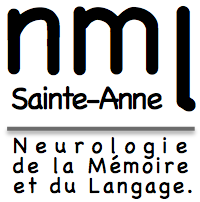 nml
Sainte-Anne
Neurologie
de la Mémoire
et du Langage.